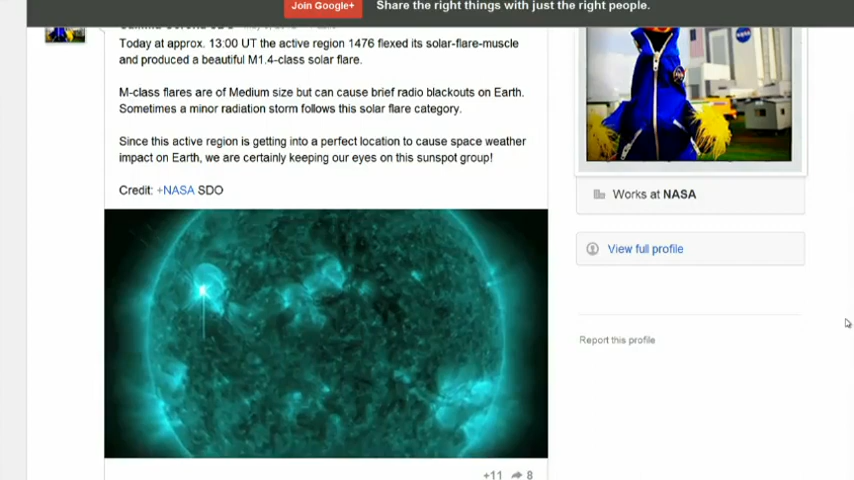 Join Google+ Share the right things with just the right people.
Today at approx. 13:00 UT the active region 1476 flexed its solar-flare-muscle
and produced a beautiful M1.4-class solar flare.
M-class flares are of Medium size but can cause brief radio blackouts on Earth.
Sometimes a minor radiation storm follows this solar flare category.
Since this active region is getting into a perfect location to cause space weather
impact on Earth, we are certainly keeping our eyes on this sunspot group!
Credit: +NASA SDO
+11 8
NASA
Works at NASA
View full profile
Report this profile